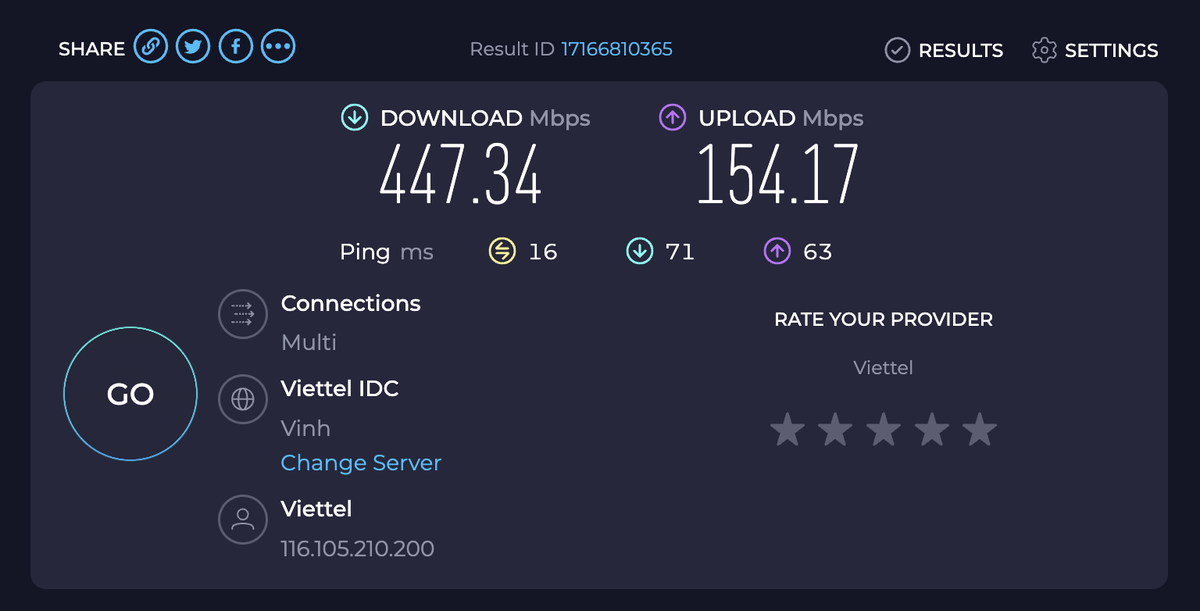 SHARE
Result ID 17166810365
RESULTS
SETTINGS
DOWNLOAD Mbps
447.34
UPLOAD Mbps
154.17
Ping ms
16
71
63
GO
Connections
Multi
Viettel IDC
Vinh
Change Server
Viettel
116.105.210.200
RATE YOUR PROVIDER
Viettel